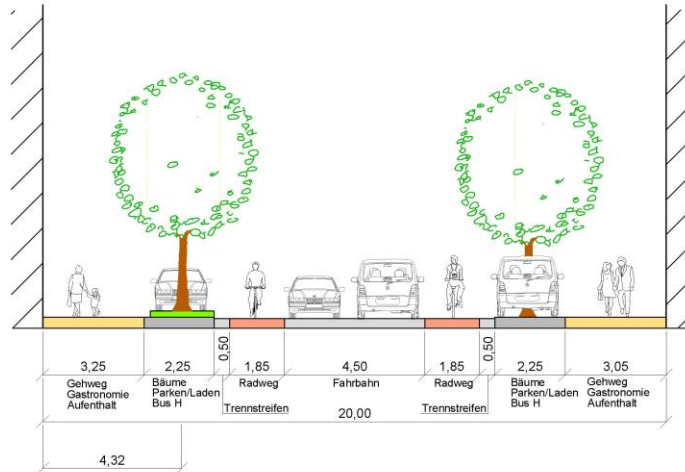 3,25
2,25
0,50
1,85
4,50
1,85
0,50
2,25
3,05
Gehweg
Gastronomie
Aufenthalt
Bäume
Parken/Laden
Bus H
Radweg
Trennstreifen
Fahrbahn
Radweg
Trennstreifen
Bäume
Parken/Laden
Bus H
Gehweg
Gastronomie
Aufenthalt
20,00
4,32